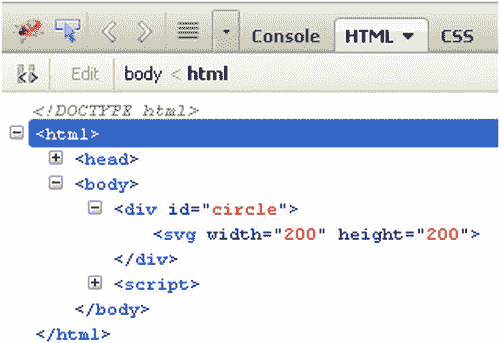 Console HTML CSS
Edit body < html
<!DOCTYPE html>
<html>
<head>
<body>
<div id="circle">
<svg width="200" height="200">
</div>
<script>
</body>
</html>